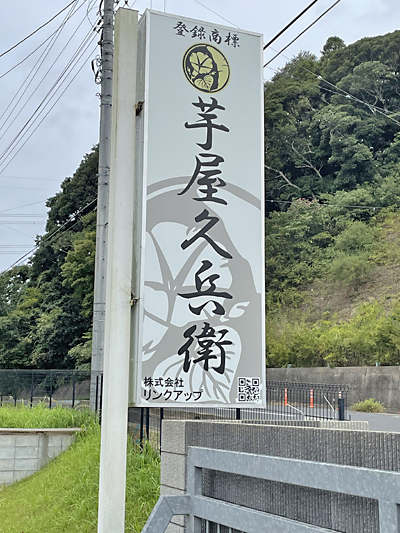 登録商標
芋屋久兵衛
株式会社
リンクアップ